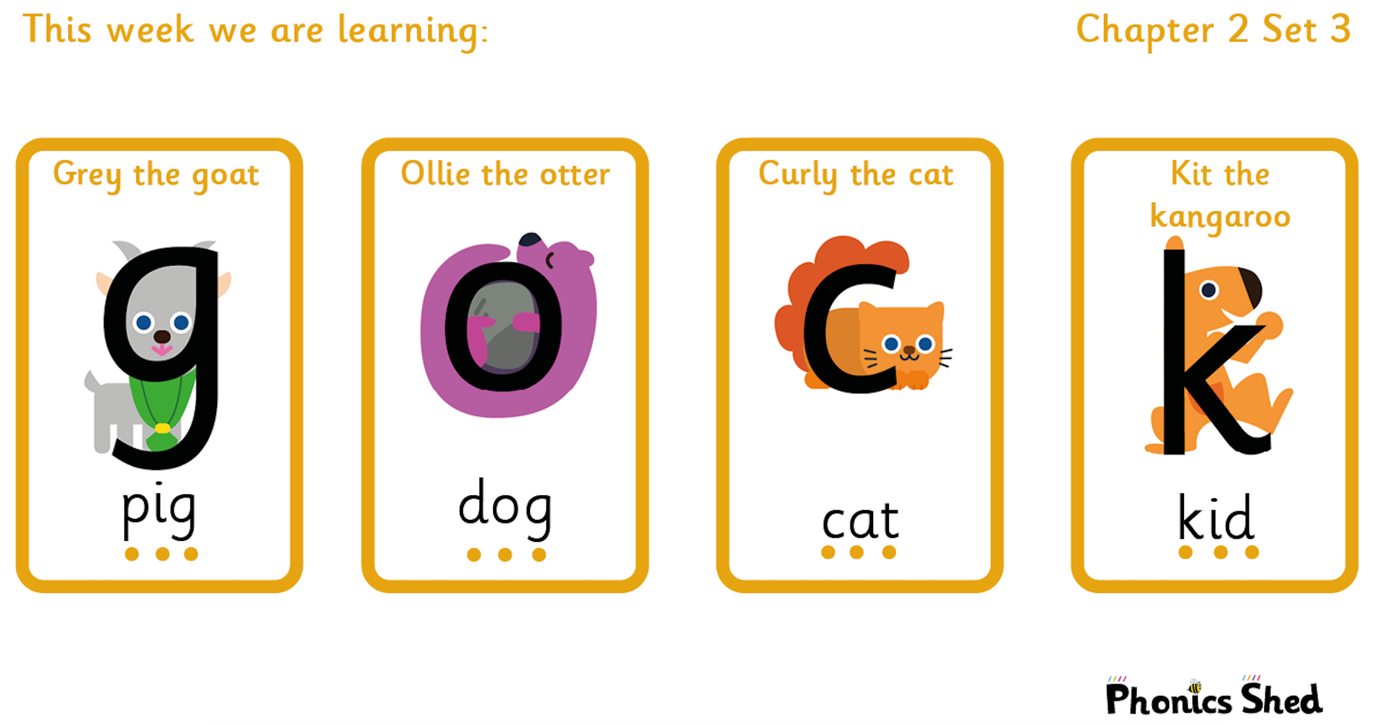 This week we are learning:
Chapter 2 Set 3
Grey the goat
g
pig
Ollie the otter
o
dog
Curly the cat
c
cat
Kit the
kangaroo
k
kid
Phonics Shed